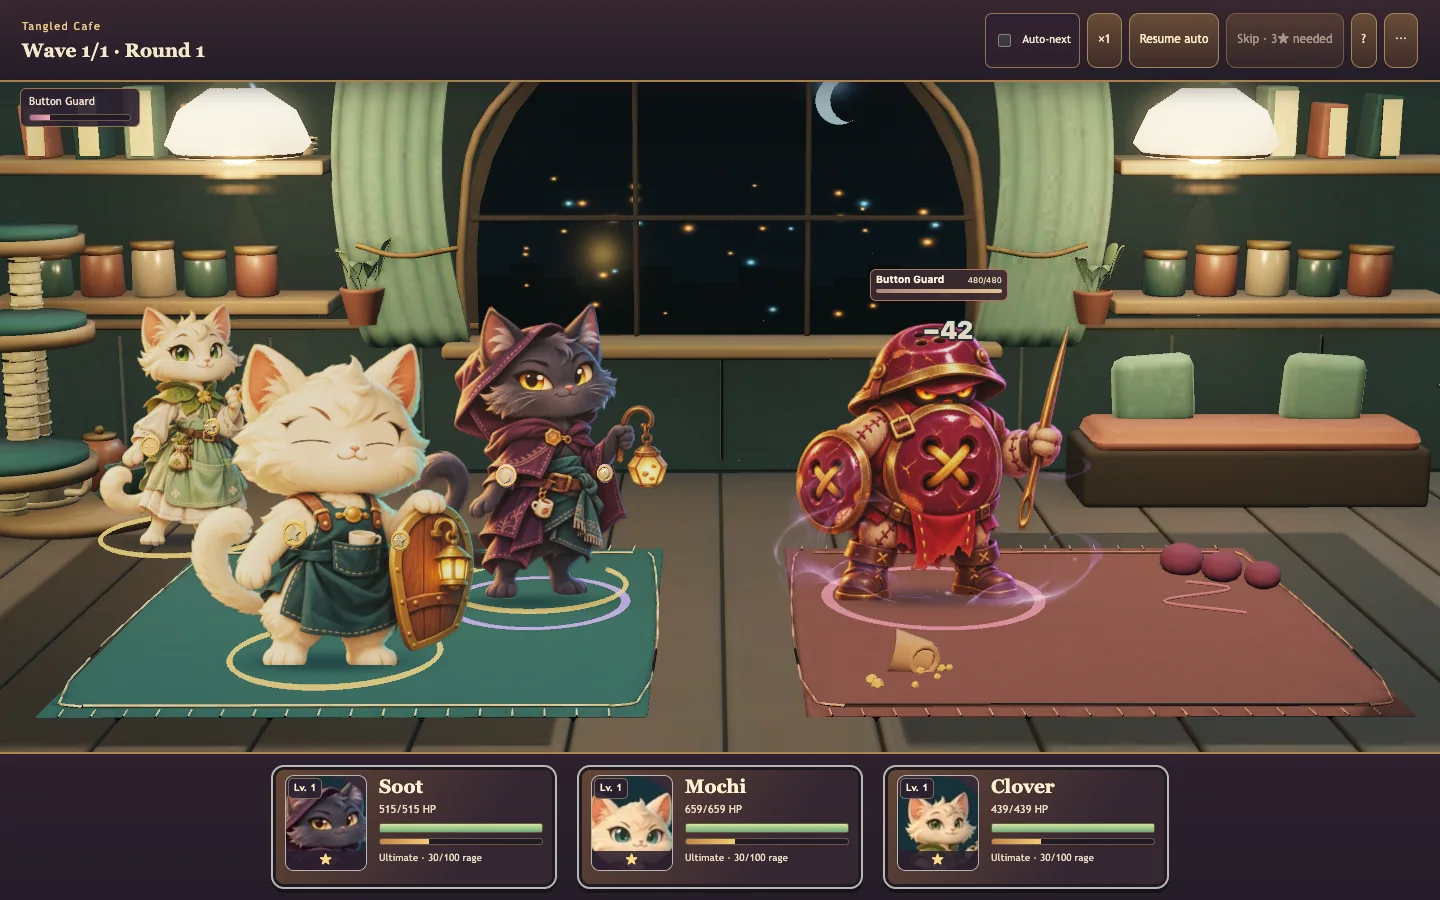 Tangled Cafe
Wave 1/1 · Round 1
Auto-next
×1
Resume auto
Skip · 3★ needed
?
...
Button Guard
Button Guard 480/480
−42
Lv. 1
Soot
515/515 HP
Ultimate · 30/100 rage
Lv. 1
Mochi
659/659 HP
Ultimate · 30/100 rage
Lv. 1
Clover
439/439 HP
Ultimate · 30/100 rage